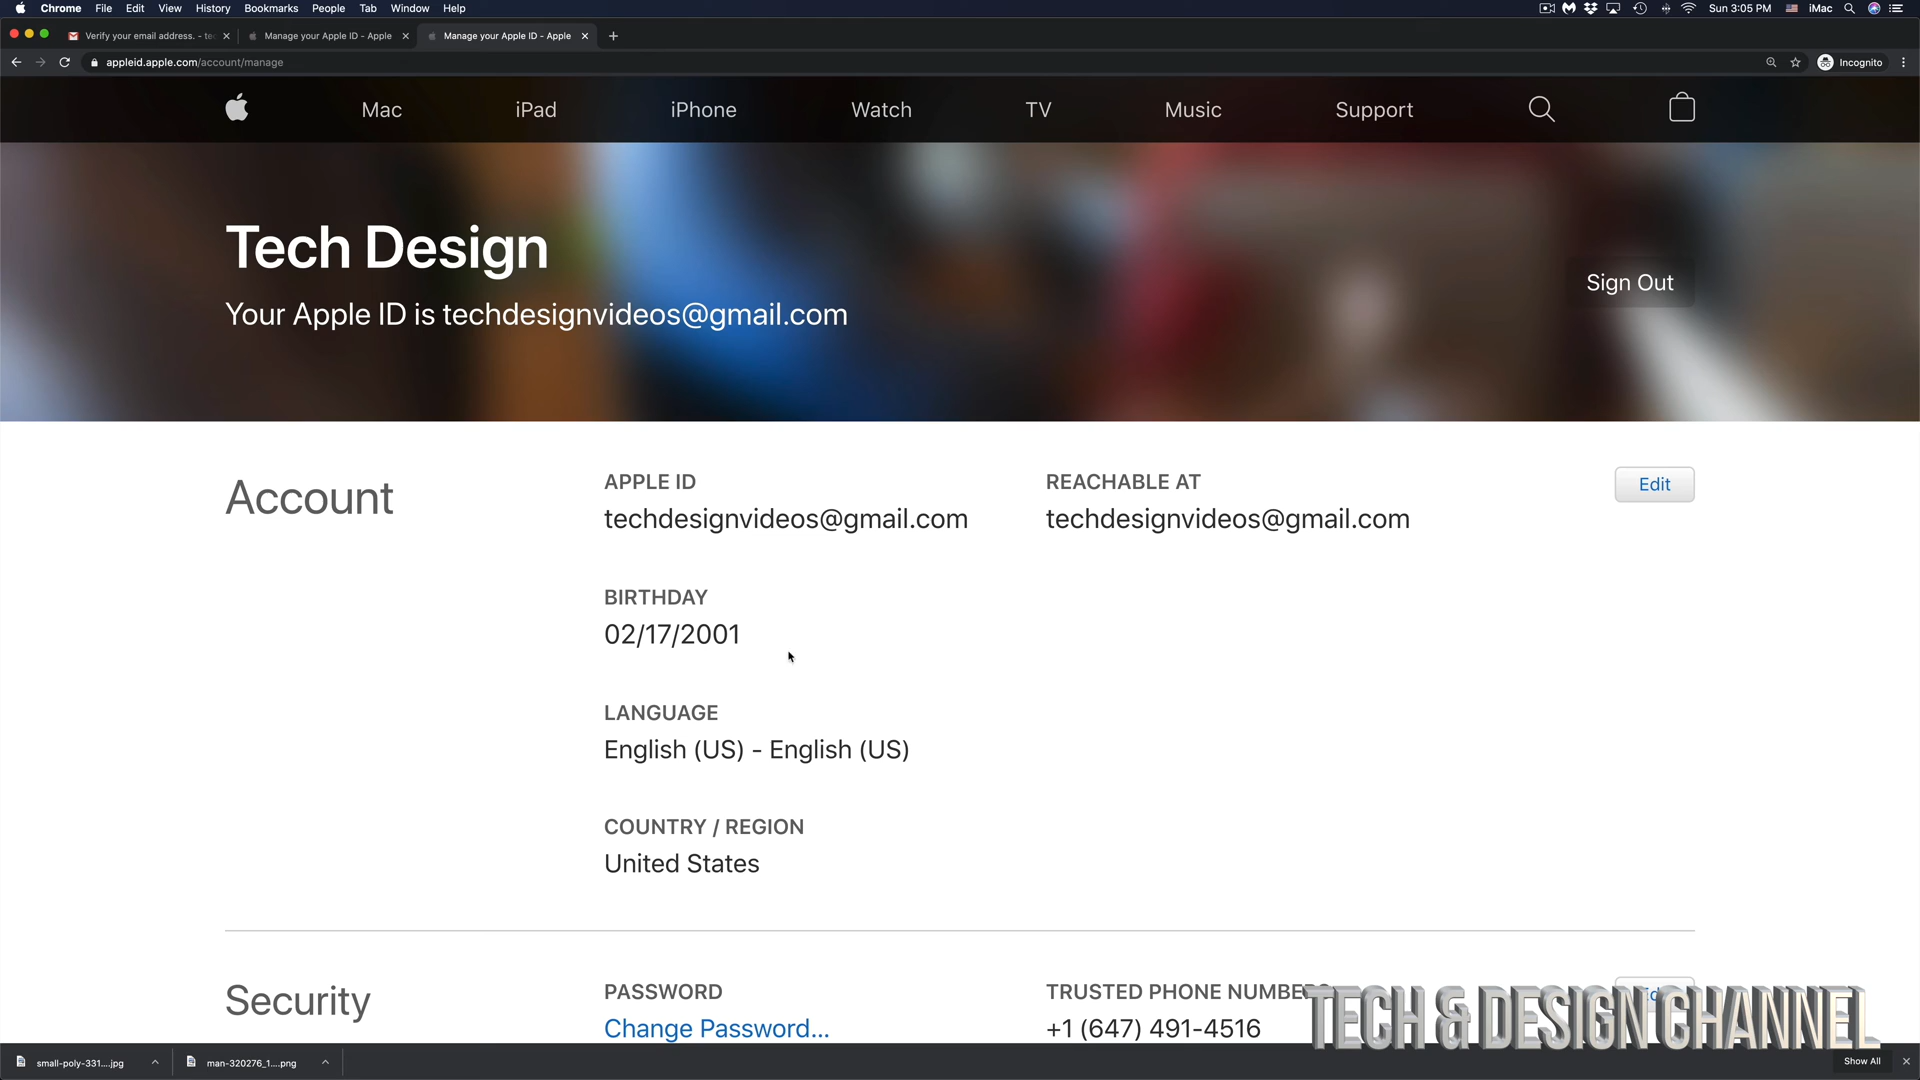 Chrome File Edit View History Bookmarks People Tab Window Help Sun 3:05 PM iMac
Verify your email address. - tec Manage your Apple ID - Apple Manage your Apple ID - Apple
appleid.apple.com/account/manage Incognito
Mac iPad iPhone Watch TV Music Support
Tech Design
Your Apple ID is techdesignvideos@gmail.com
Sign Out
Account
APPLE ID
techdesignvideos@gmail.com
REACHABLE AT
techdesignvideos@gmail.com
Edit
BIRTHDAY
02/17/2001
LANGUAGE
English (US) - English (US)
COUNTRY / REGION
United States
Security
PASSWORD
Change Password...
TRUSTED PHONE NUMBERS
+1 (647) 491-4516
TECH & DESIGN CHANNEL
small-poly-331....jpg man-320276_1....png Show All